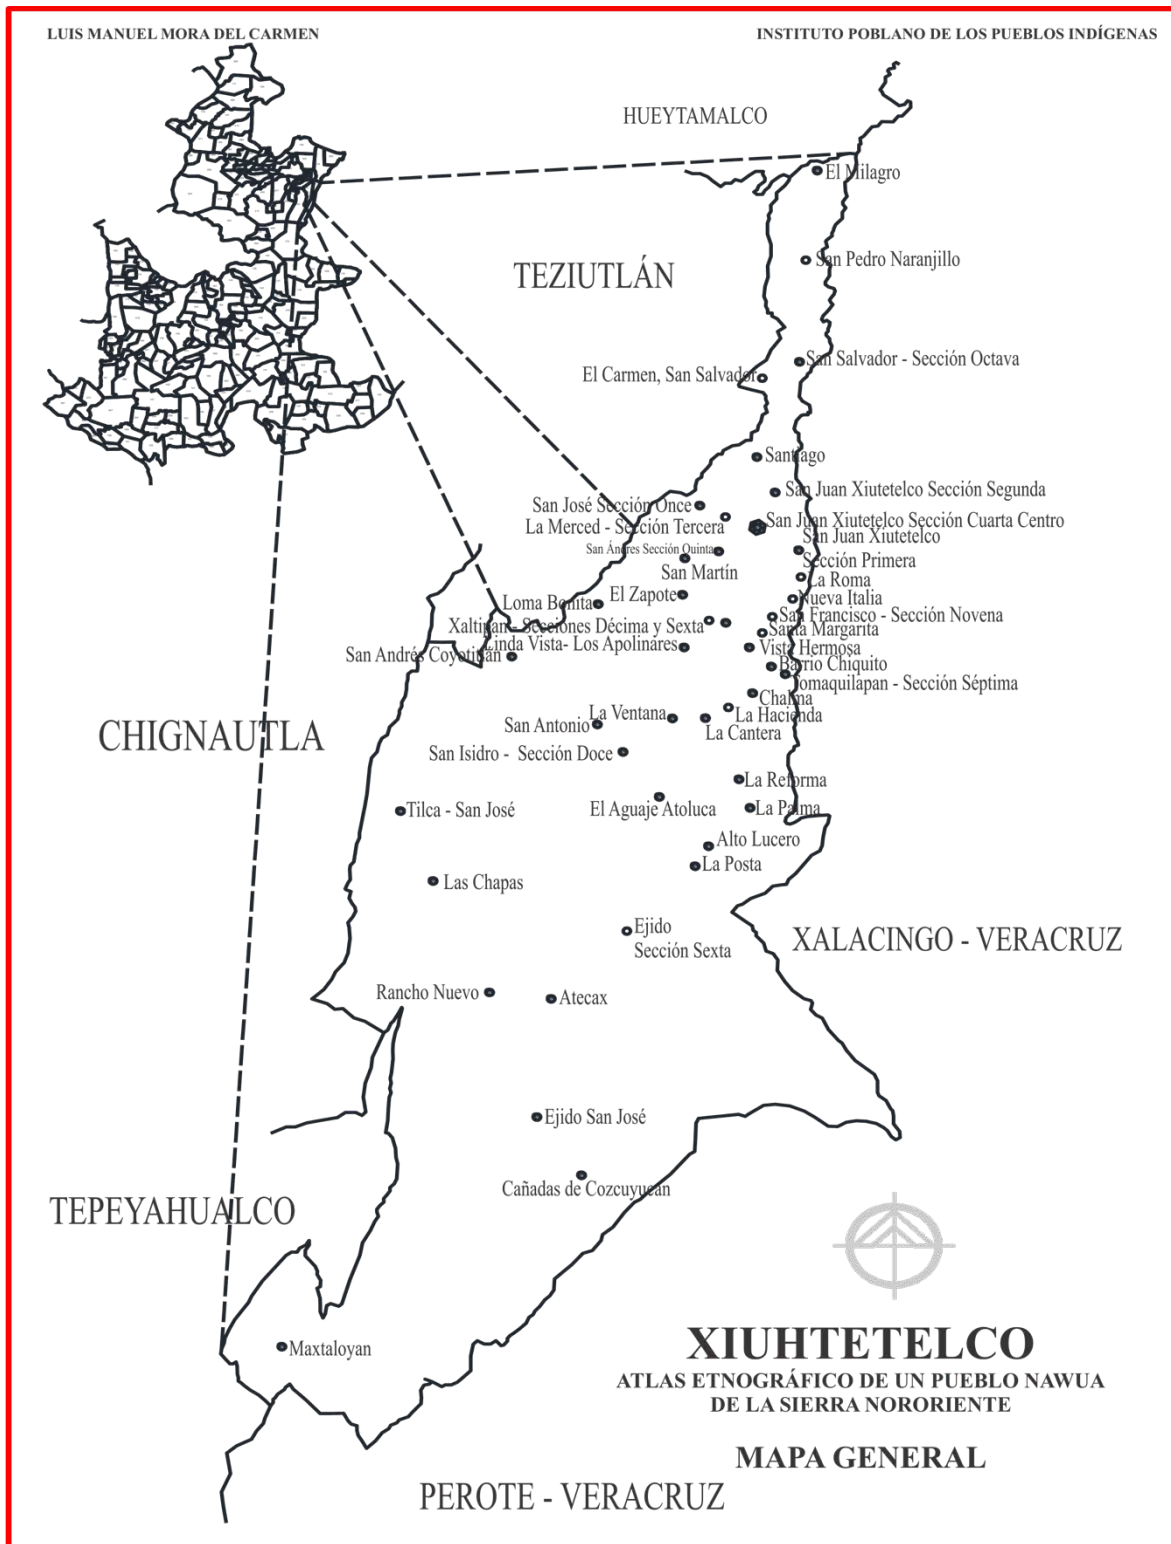 LUIS MANUEL MORA DEL CARMEN
INSTITUTO POBLANO DE LOS PUEBLOS INDÍGENAS
HUEYTAMALCO
El Milagro
San Pedro Naranjillo
TEZIUTLÁN
San Salvador - Sección Octava
El Carmen, San Salvador
Santiago
San Juan Xiutetelco Sección Segunda
San José Sección Once
La Merced - Sección Tercera
San Juan Xiutetelco Sección Cuarta Centro
San Juan Xiutetelco
Sección Primera
San Ándres Sección Quinta
San Martín
La Roma
El Zapote
Nueva Italia
Loma Bonita
San Francisco - Sección Novena
Xaltipan - Secciones Décima y Sexta
Santa Margarita
Linda Vista- Los Apolinares
Vista Hermosa
San Andrés Coyotitlán
Barrio Chiquito
Tomaquilapan - Sección Séptima
Chalma
La Ventana
La Hacienda
San Antonio
La Cantera
CHIGNAUTLA
San Isidro - Sección Doce
La Reforma
Tilca - San José
El Aguaje Atoluca
La Palma
Alto Lucero
La Posta
Las Chapas
Ejido
Sección Sexta
XALACINGO - VERACRUZ
Rancho Nuevo
Atecax
Ejido San José
Cañadas de Cozcuyucan
TEPEYAHUALCO
Maxtaloyan
XIUHTETELCO
ATLAS ETNOGRÁFICO DE UN PUEBLO NAWUA
DE LA SIERRA NORORIENTE
MAPA GENERAL
PEROTE - VERACRUZ